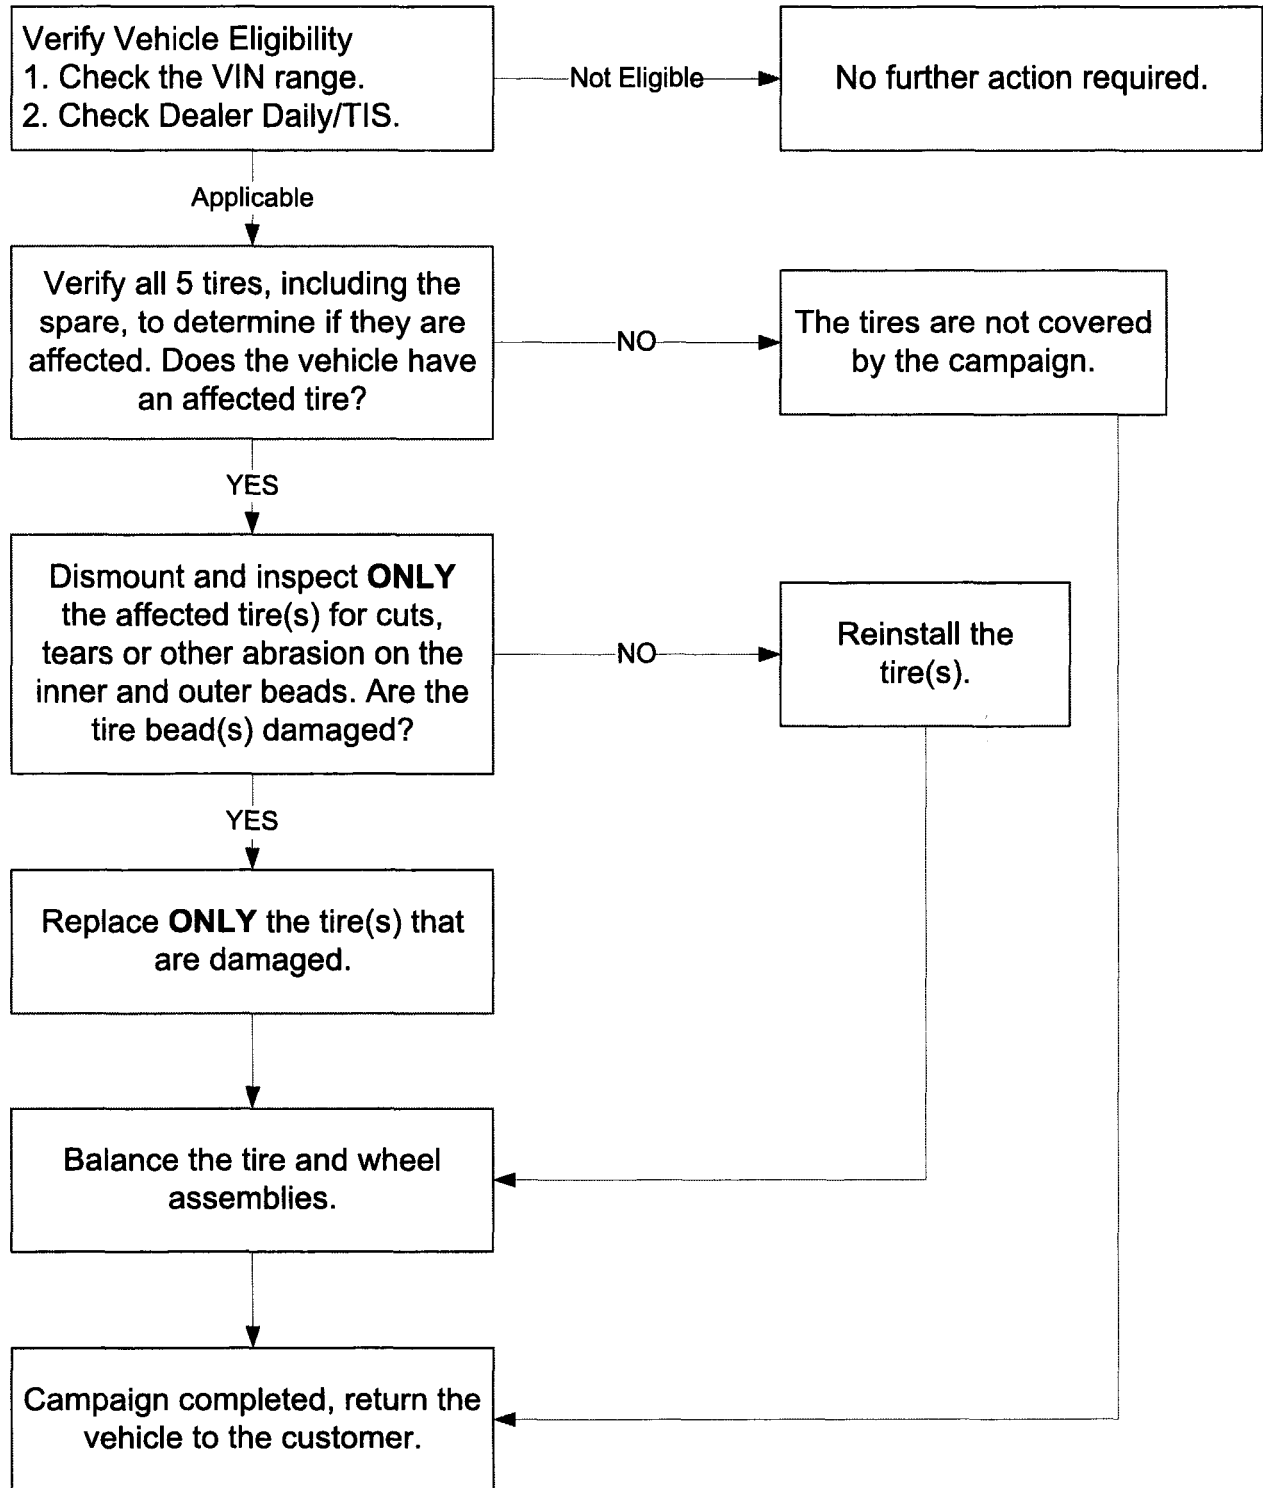 Verify Vehicle Eligibility
1. Check the VIN range.
2. Check Dealer Daily/TIS.
Not Eligible
No further action required.
Applicable
Verify all 5 tires, including the
spare, to determine if they are
affected. Does the vehicle have
an affected tire?
NO
The tires are not covered
by the campaign.
YES
Dismount and inspect ONLY
the affected tire(s) for cuts,
tears or other abrasion on the
inner and outer beads. Are the
tire bead(s) damaged?
NO
Reinstall the
tire(s).
YES
Replace ONLY the tire(s) that
are damaged.
Balance the tire and wheel
assemblies.
Campaign completed, return the
vehicle to the customer.